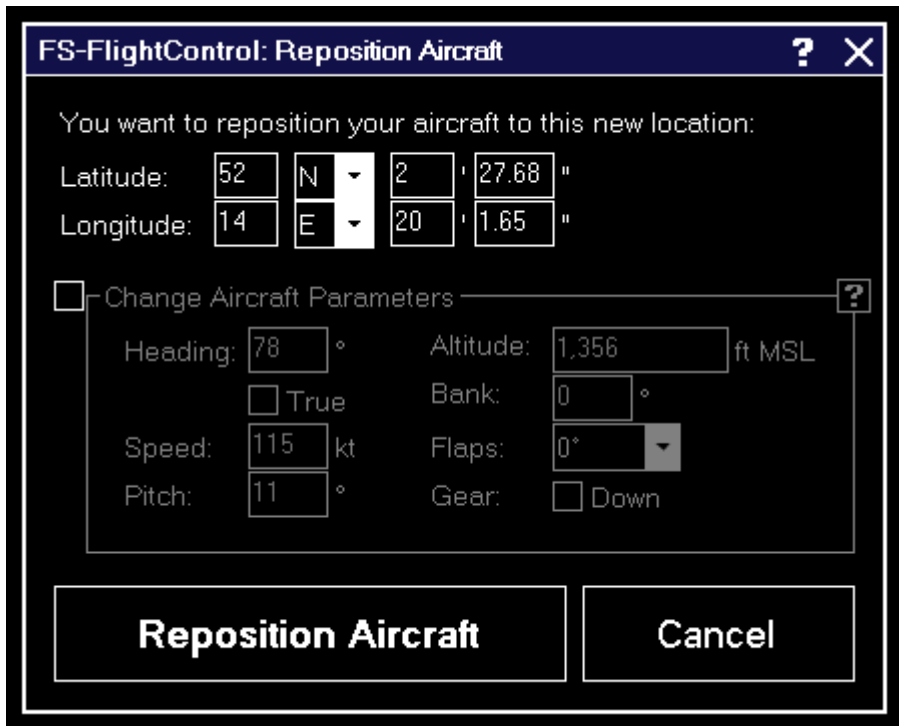 FS-FlightControl: Reposition Aircraft ?
You want to reposition your aircraft to this new location:
Latitude: 52 N 2 ' 27.68 "
Longitude: 14 E 20 ' 1.65 "
Change Aircraft Parameters ?
Heading: 78 ° Altitude: 1,356 ft MSL
True Bank: 0 °
Speed: 115 kt Flaps: 0°
Pitch: 11 ° Gear: Down
Reposition Aircraft Cancel